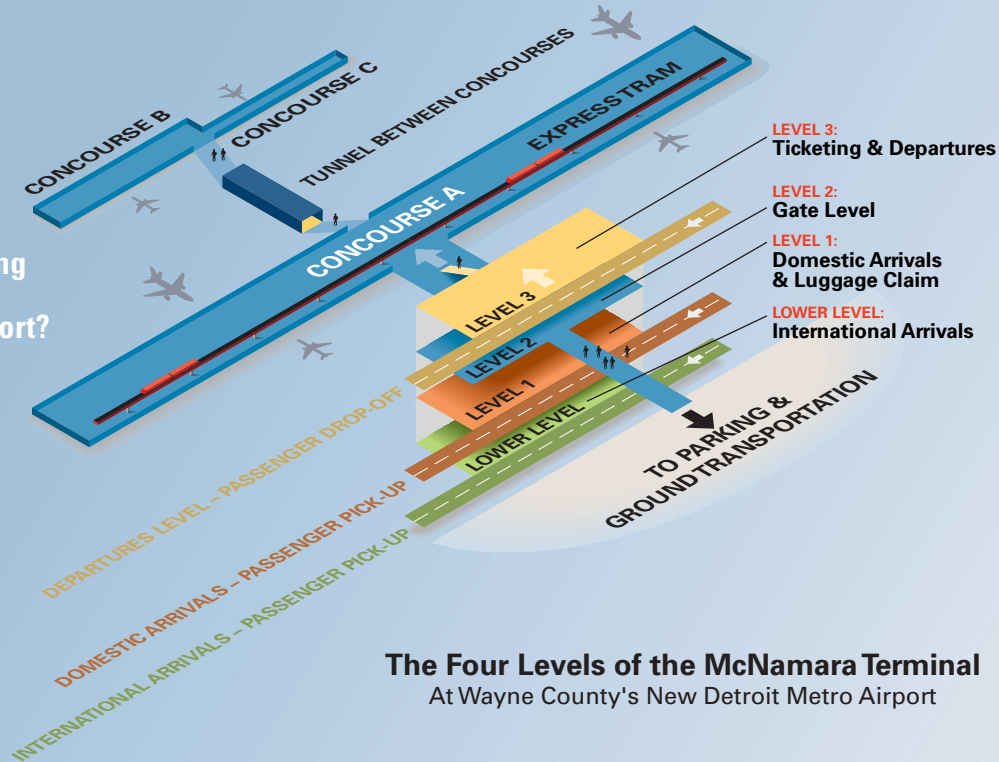 CONCOURSE B
CONCOURSE C
TUNNEL BETWEEN CONCOURSES
EXPRESS TRAM
CONCOURSE A
ng
ort?
LEVEL 3:
Ticketing & Departures
LEVEL 2:
Gate Level
LEVEL 1:
Domestic Arrivals
& Luggage Claim
LOWER LEVEL:
International Arrivals
LEVEL 3
LEVEL 2
LEVEL 1
LOWER LEVEL
TO PARKING &
GROUND TRANSPORTATION
DEPARTURES LEVEL – PASSENGER DROP-OFF
DOMESTIC ARRIVALS – PASSENGER PICK-UP
INTERNATIONAL ARRIVALS – PASSENGER PICK-UP
The Four Levels of the McNamara Terminal
At Wayne County's New Detroit Metro Airport